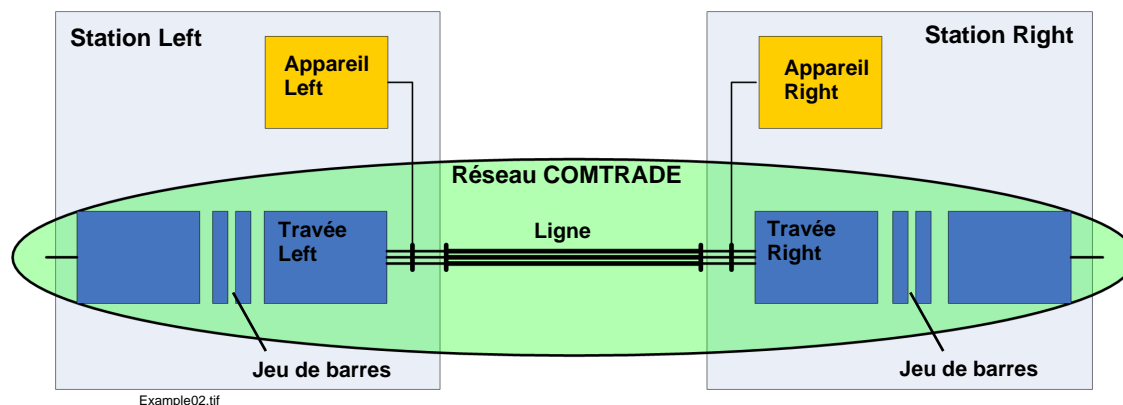 Station Left
Station Right
Appareil
Left
Appareil
Right
Réseau COMTRADE
Travée
Left
Ligne
Travée
Right
Jeu de barres
Jeu de barres
Example02.tif